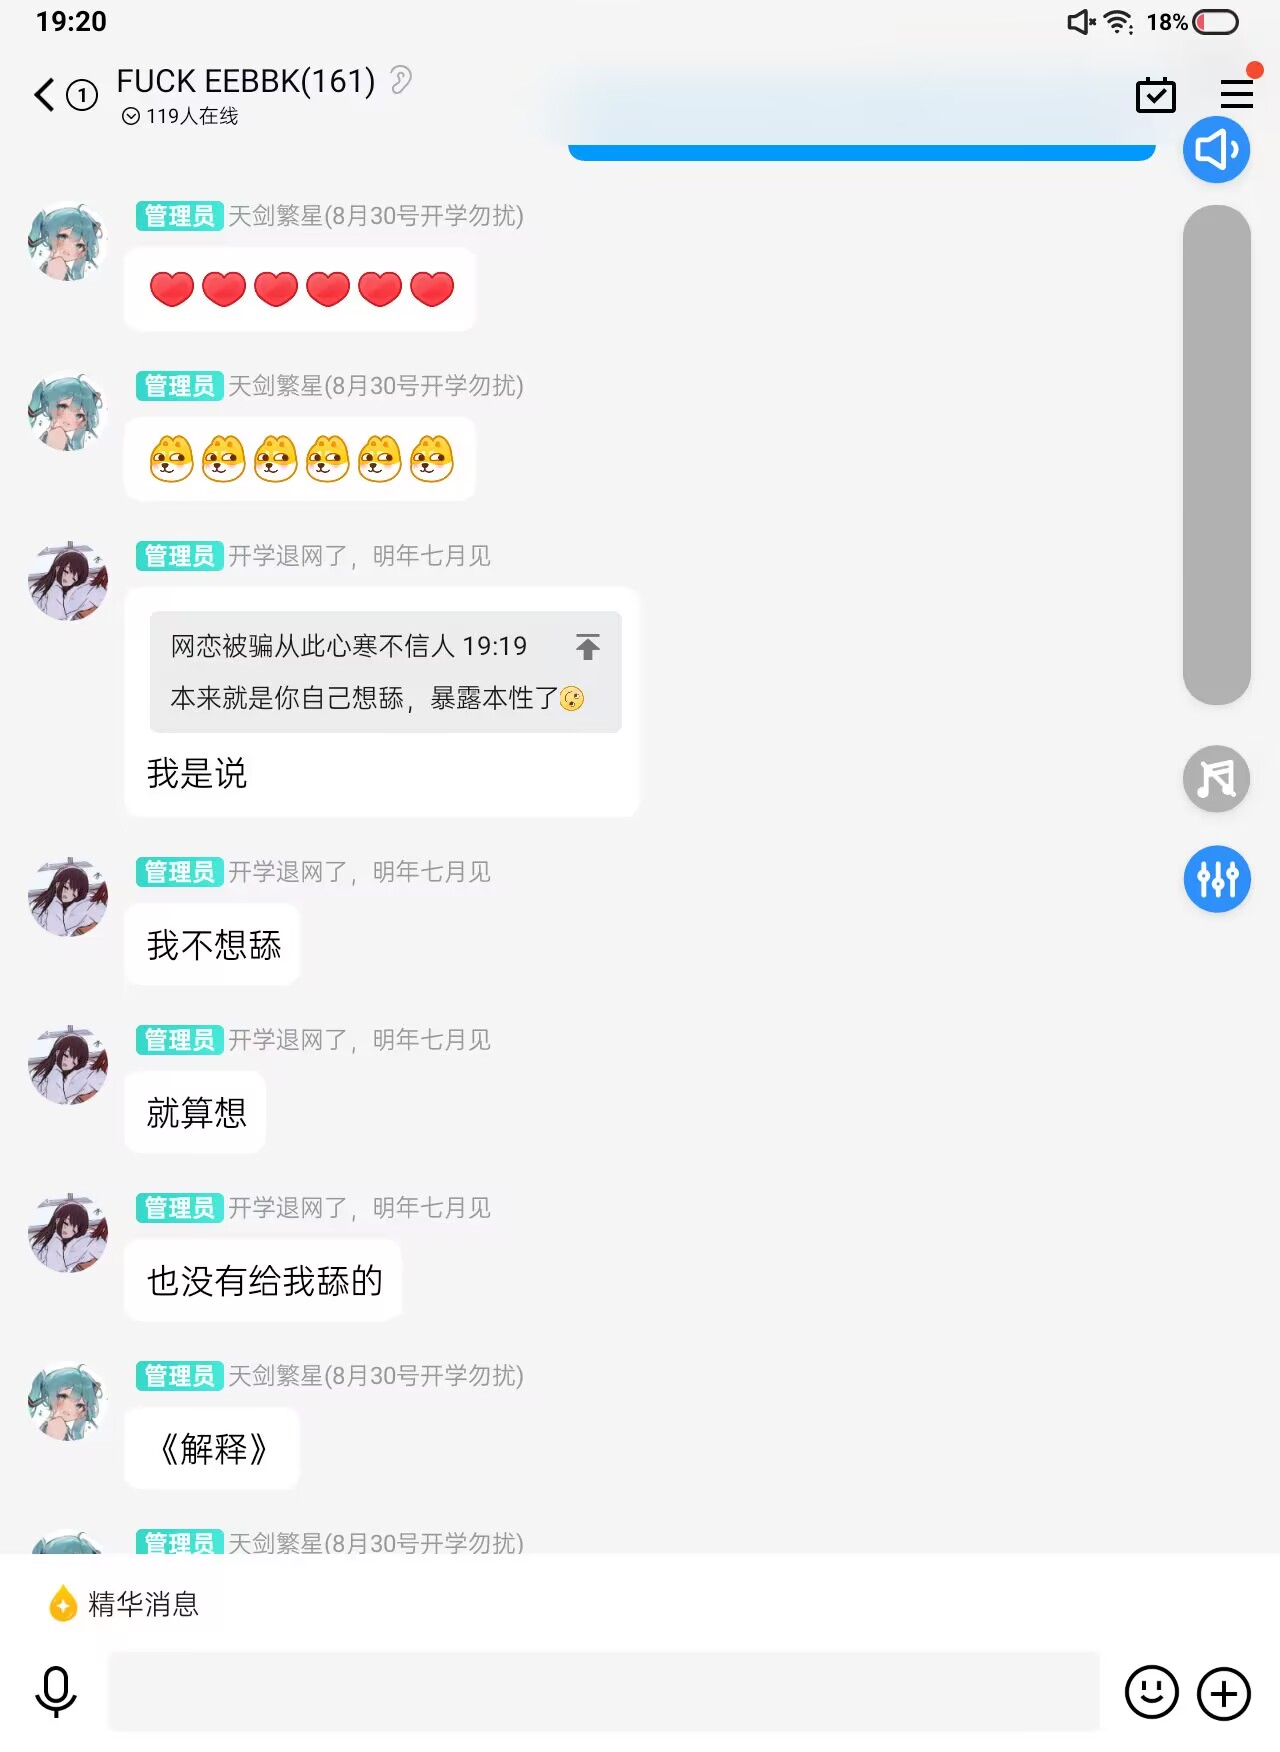 19:20
18%
1
FUCK EEBBK(161)
119人在线
管理员 天剑繁星(8月30号开学勿扰)
管理员 天剑繁星(8月30号开学勿扰)
管理员 开学退网了，明年七月见
网恋被骗从此心寒不信人 19:19
本来就是你自己想舔，暴露本性了
我是说
管理员 开学退网了，明年七月见
我不想舔
管理员 开学退网了，明年七月见
就算想
管理员 开学退网了，明年七月见
也没有给我舔的
管理员 天剑繁星(8月30号开学勿扰)
《解释》
管理员 天剑繁星(8月30号开学勿扰)
精华消息